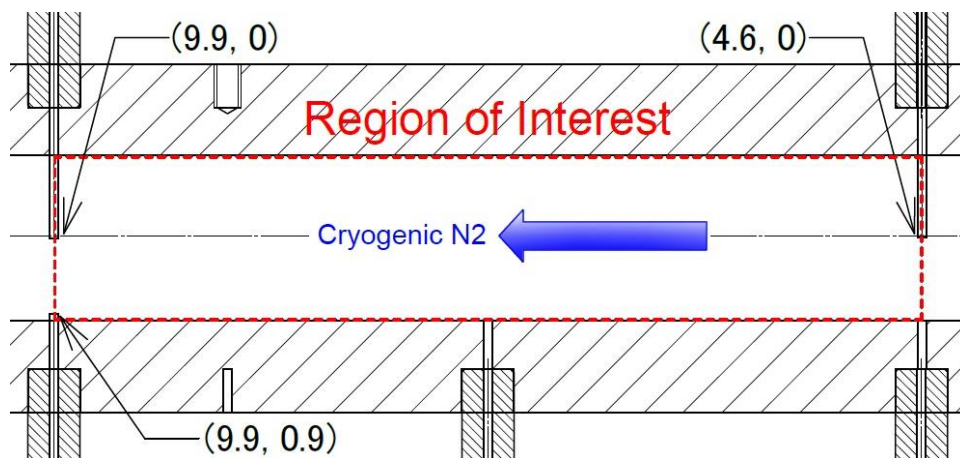 (9.9, 0)
(4.6, 0)
Region of Interest
Cryogenic N2
(9.9, 0.9)